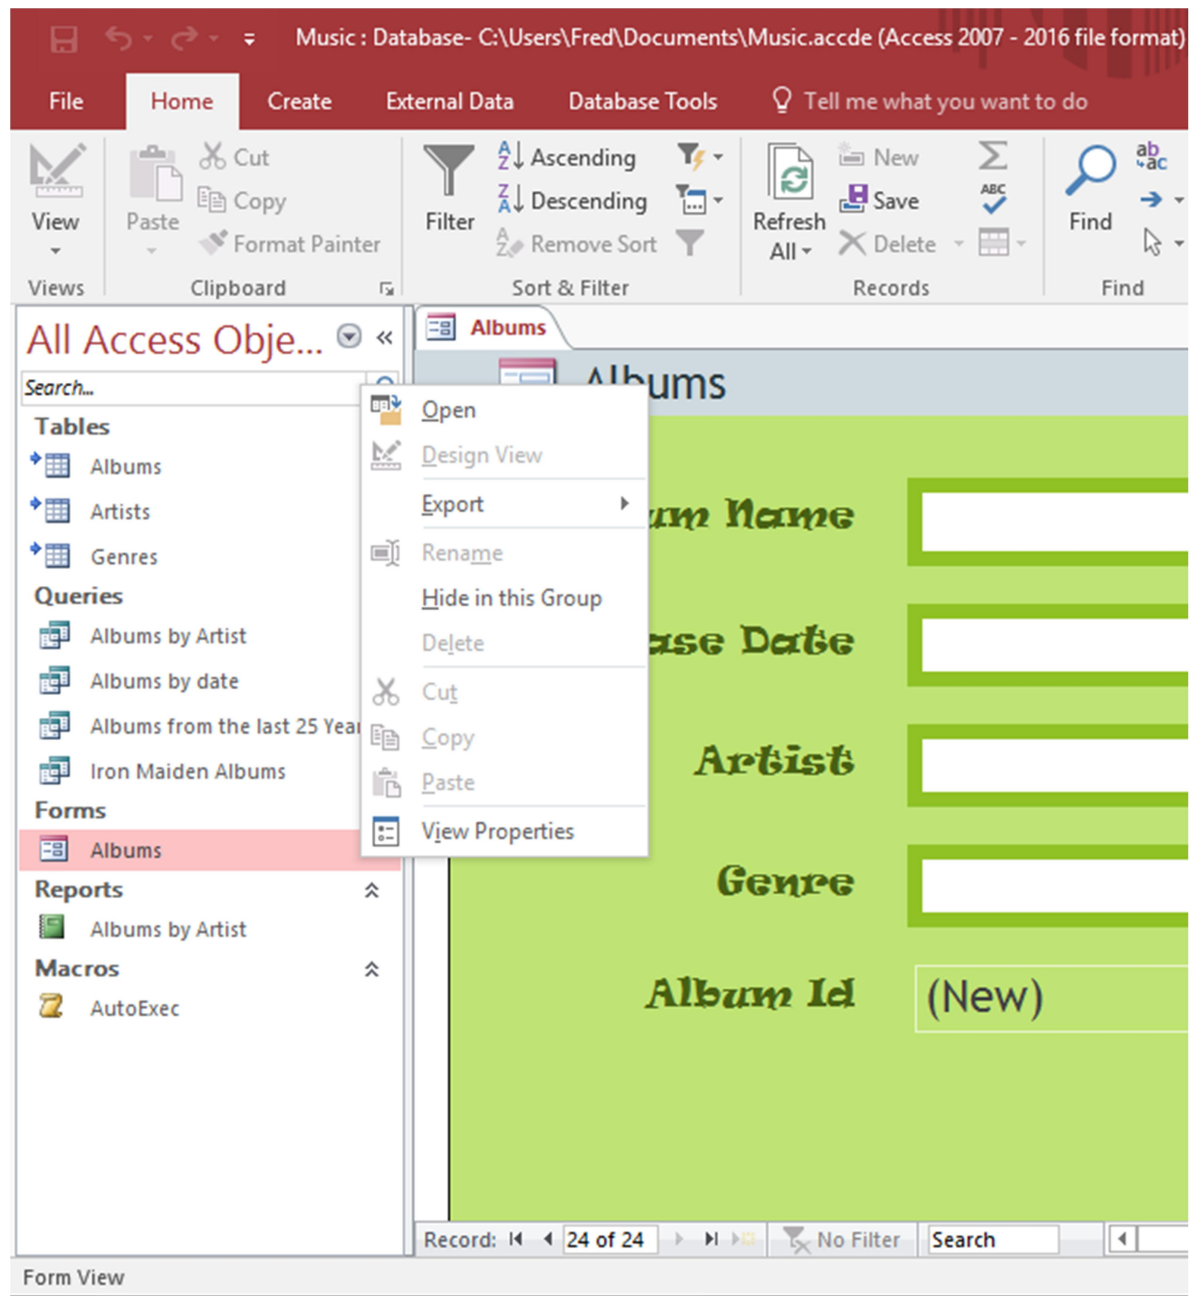 Music : Database- C:\Users\Fred\Documents\Music.accde (Access 2007 - 2016 file format)
File Home Create External Data Database Tools Tell me what you want to do
View
Paste
Cut
Copy
Format Painter
Filter
Ascending
Descending
Remove Sort
Refresh
All
New
Save
Delete
ABC
Find
ab
ac
Views Clipboard Sort & Filter Records Find
All Access Obje...
Search...
Tables
Albums
Artists
Genres
Queries
Albums by Artist
Albums by date
Albums from the last 25 Yea
Iron Maiden Albums
Forms
Albums
Reports
Albums by Artist
Macros
AutoExec
Open
Design View
Export
Rename
Hide in this Group
Delete
Cut
Copy
Paste
View Properties
Albums
Albums
um Name
ase Date
Artist
Genre
Album Id (New)
Record: 24 of 24 No Filter Search
Form View